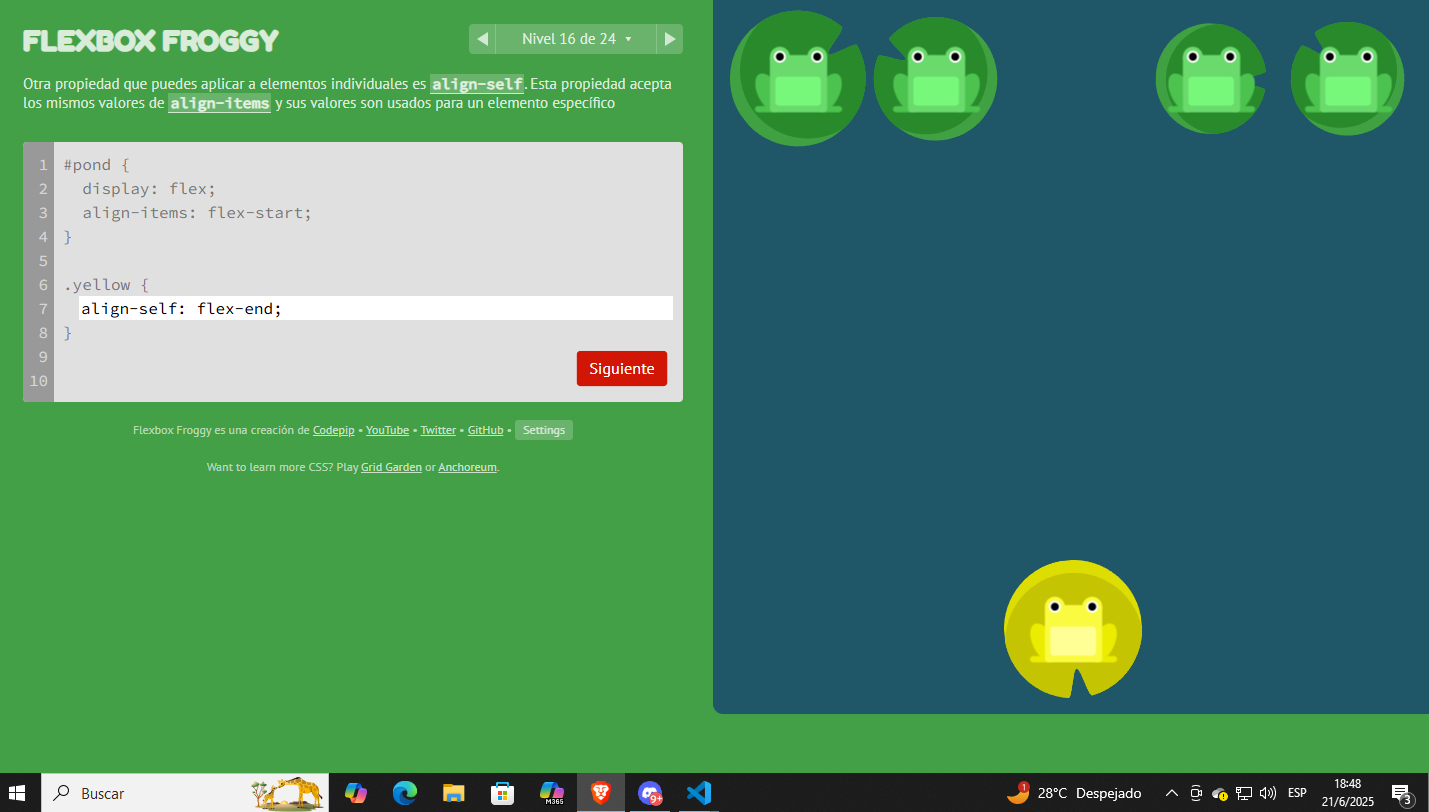 FLEXBOX FROGGY
Nivel 16 de 24
Otra propiedad que puedes aplicar a elementos individuales es align-self. Esta propiedad acepta
los mismos valores de align-items y sus valores son usados para un elemento específico
1 #pond {
2 display: flex;
3 align-items: flex-start;
4 }
5
6 .yellow {
7 align-self: flex-end;
8 }
9
10
Siguiente
Flexbox Froggy es una creación de Codepip • YouTube • Twitter • GitHub • Settings
Want to learn more CSS? Play Grid Garden or Anchoreum.
Buscar
M365
9+
1
28°C Despejado
ESP
18:48
21/6/2025
3